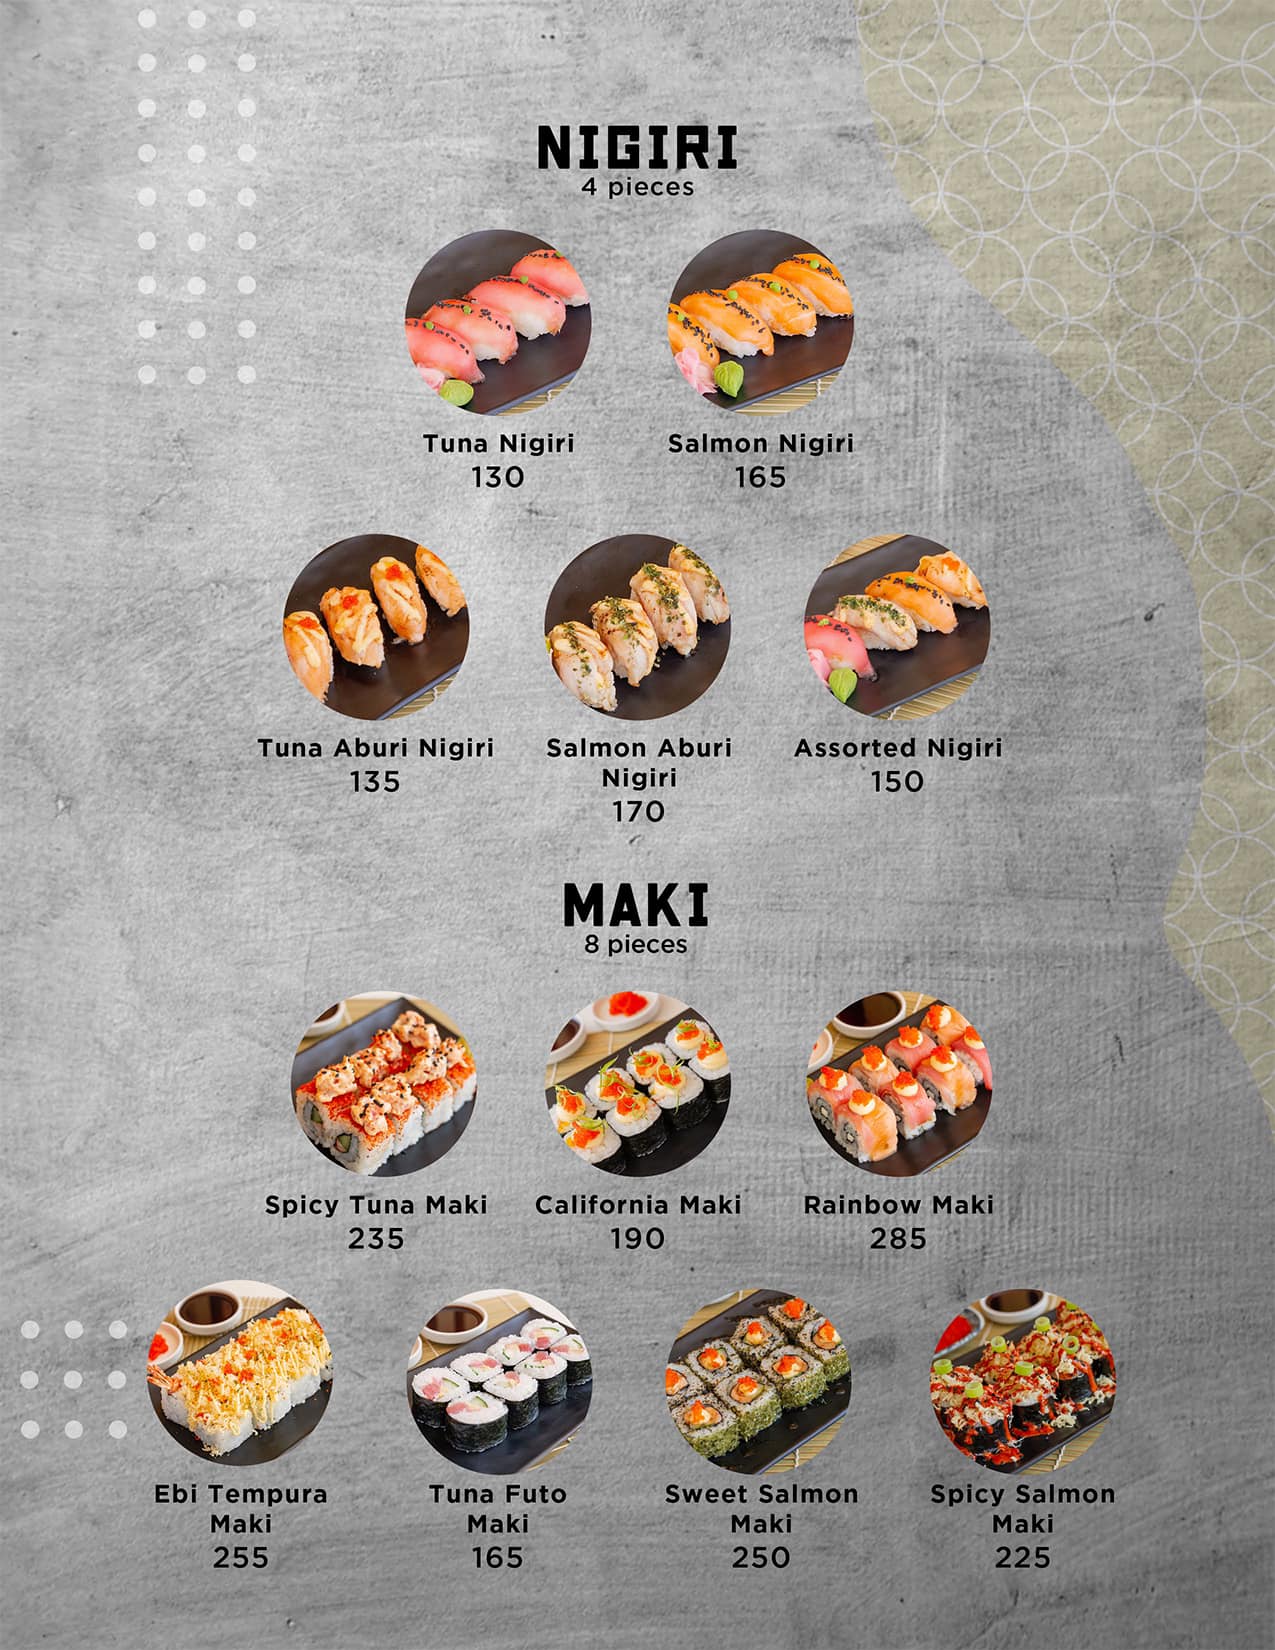 NIGIRI
4 pieces
Tuna Nigiri
130
Salmon Nigiri
165
Tuna Aburi Nigiri
135
Salmon Aburi
Nigiri
170
Assorted Nigiri
150
MAKI
8 pieces
Spicy Tuna Maki
235
California Maki
190
Rainbow Maki
285
Ebi Tempura
Maki
255
Tuna Futo
Maki
165
Sweet Salmon
Maki
250
Spicy Salmon
Maki
225